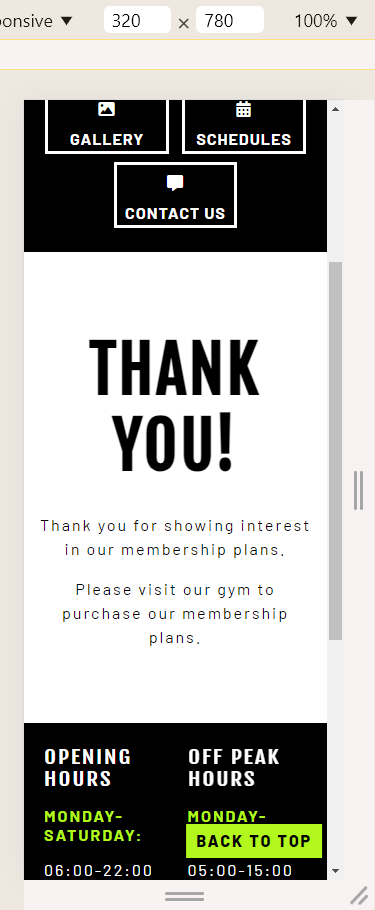 onsive ▼ 320 × 780 100% ▼
GALLERY SCHEDULES
CONTACT US
THANK
YOU!
Thank you for showing interest
in our membership plans.
Please visit our gym to
purchase our membership
plans.
OPENING OFF PEAK
HOURS HOURS
MONDAY- MONDAY-
SATURDAY:
BACK TO TOP
06:00-22:00 05:00-15:00